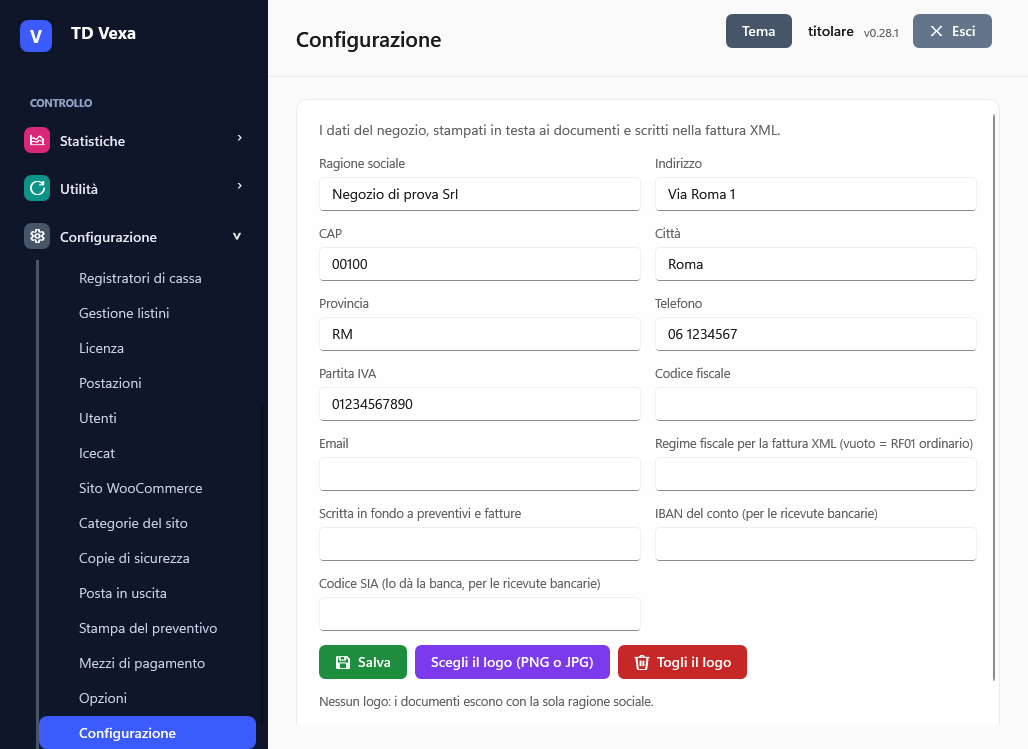 V
TD Vexa
CONTROLLO
Statistiche
Utilità
Configurazione
Registratori di cassa
Gestione listini
Licenza
Postazioni
Utenti
Icecat
Sito WooCommerce
Categorie del sito
Copie di sicurezza
Posta in uscita
Stampa del preventivo
Mezzi di pagamento
Opzioni
Configurazione
Configurazione
Tema
titolare v0.28.1
Esci
I dati del negozio, stampati in testa ai documenti e scritti nella fattura XML.
Ragione sociale
Negozio di prova Srl
Indirizzo
Via Roma 1
CAP
00100
Città
Roma
Provincia
RM
Telefono
06 1234567
Partita IVA
01234567890
Codice fiscale
Email
Regime fiscale per la fattura XML (vuoto = RF01 ordinario)
Scritta in fondo a preventivi e fatture
IBAN del conto (per le ricevute bancarie)
Codice SIA (lo dà la banca, per le ricevute bancarie)
Salva
Scegli il logo (PNG o JPG)
Togli il logo
Nessun logo: i documenti escono con la sola ragione sociale.